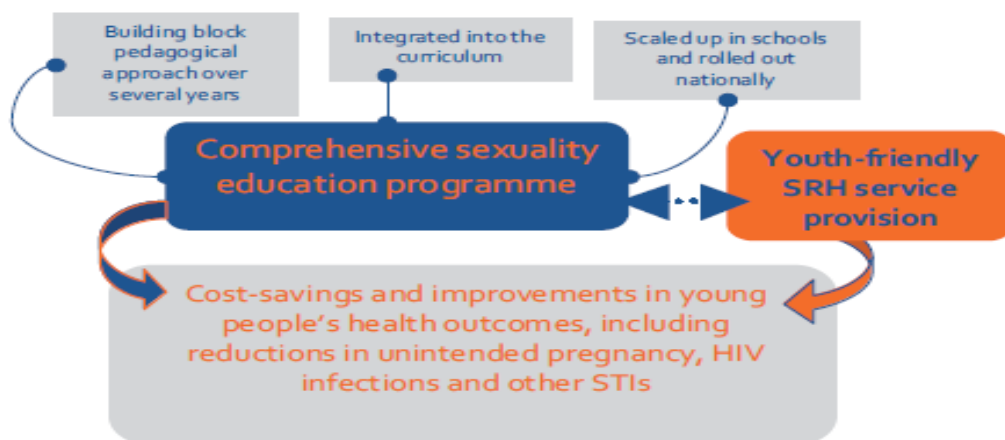 Building block
pedagogical
approach over
several years
Integrated into the
curriculum
Scaled up in schools
and rolled out
nationally
Comprehensive sexuality
education programme
Youth-friendly
SRH service
provision
Cost-savings and improvements in young
people's health outcomes, including
reductions in unintended pregnancy, HIV
infections and other STIs